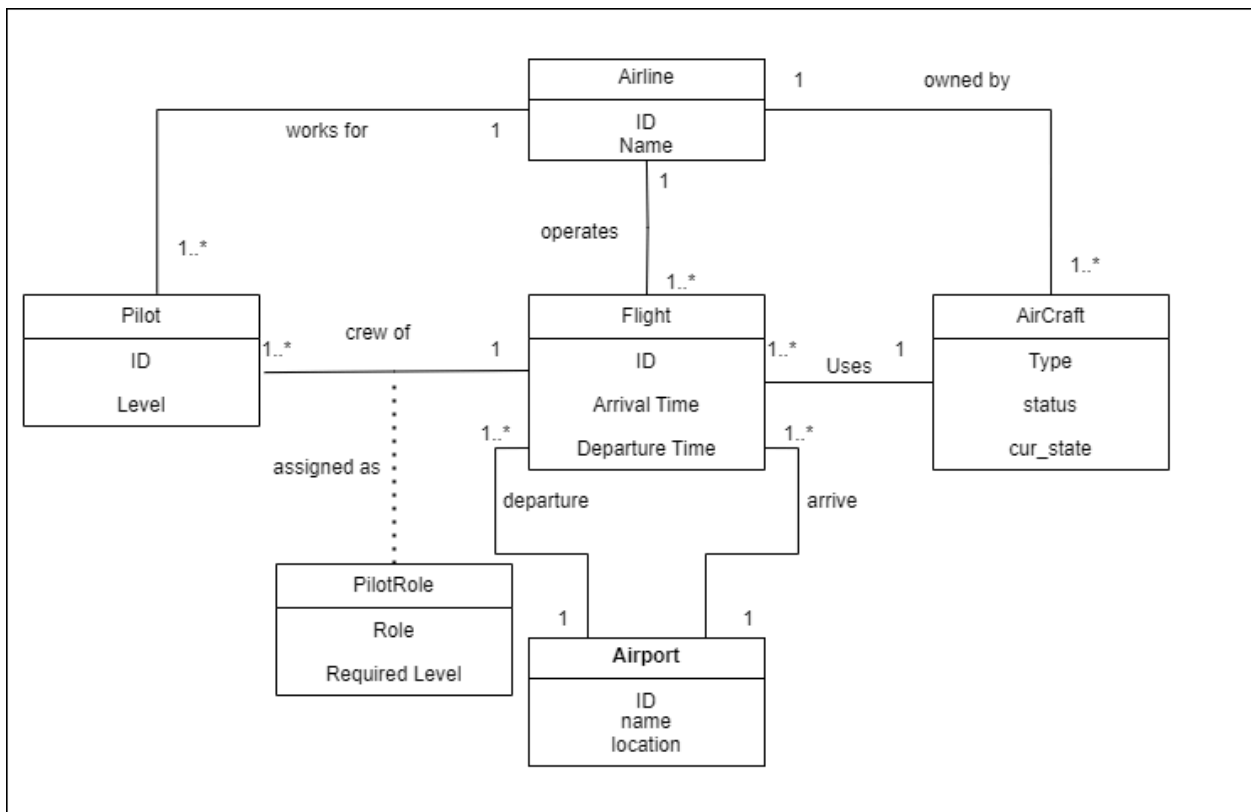 Airline
ID
Name
1
owned by
works for
1
1
operates
1..*
1..*
1..*
Pilot
ID
Level
crew of
1..*
1
Flight
ID
Arrival Time
Departure Time
1..*
1
Uses
AirCraft
Type
status
cur_state
1..*
1..*
assigned as
departure
arrive
PilotRole
Role
Required Level
1
1
Airport
ID
name
location